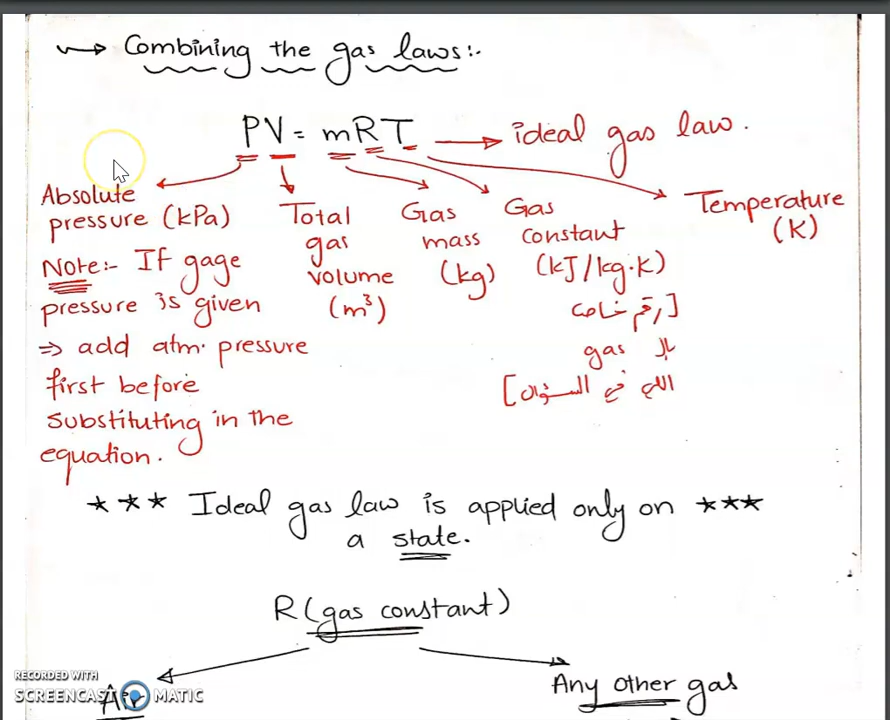 Combining the gas laws:-
PV = mRT → ideal gas law.
Absolute
pressure (kPa)
Note:- If gage
pressure is given
⇒ add atm. pressure
first before
substituting in the
equation.
Total
gas
volume
(m³)
Gas
mass
(kg)
Gas
constant
(kJ/kg.K)
[رقم خاص
بالـ gas
اللي في السؤال]
Temperature
(K)
*** Ideal gas law is applied only on ***
a state.
R (gas constant)
Air
Any other gas
RECORDED WITH
SCREENCAST MATIC